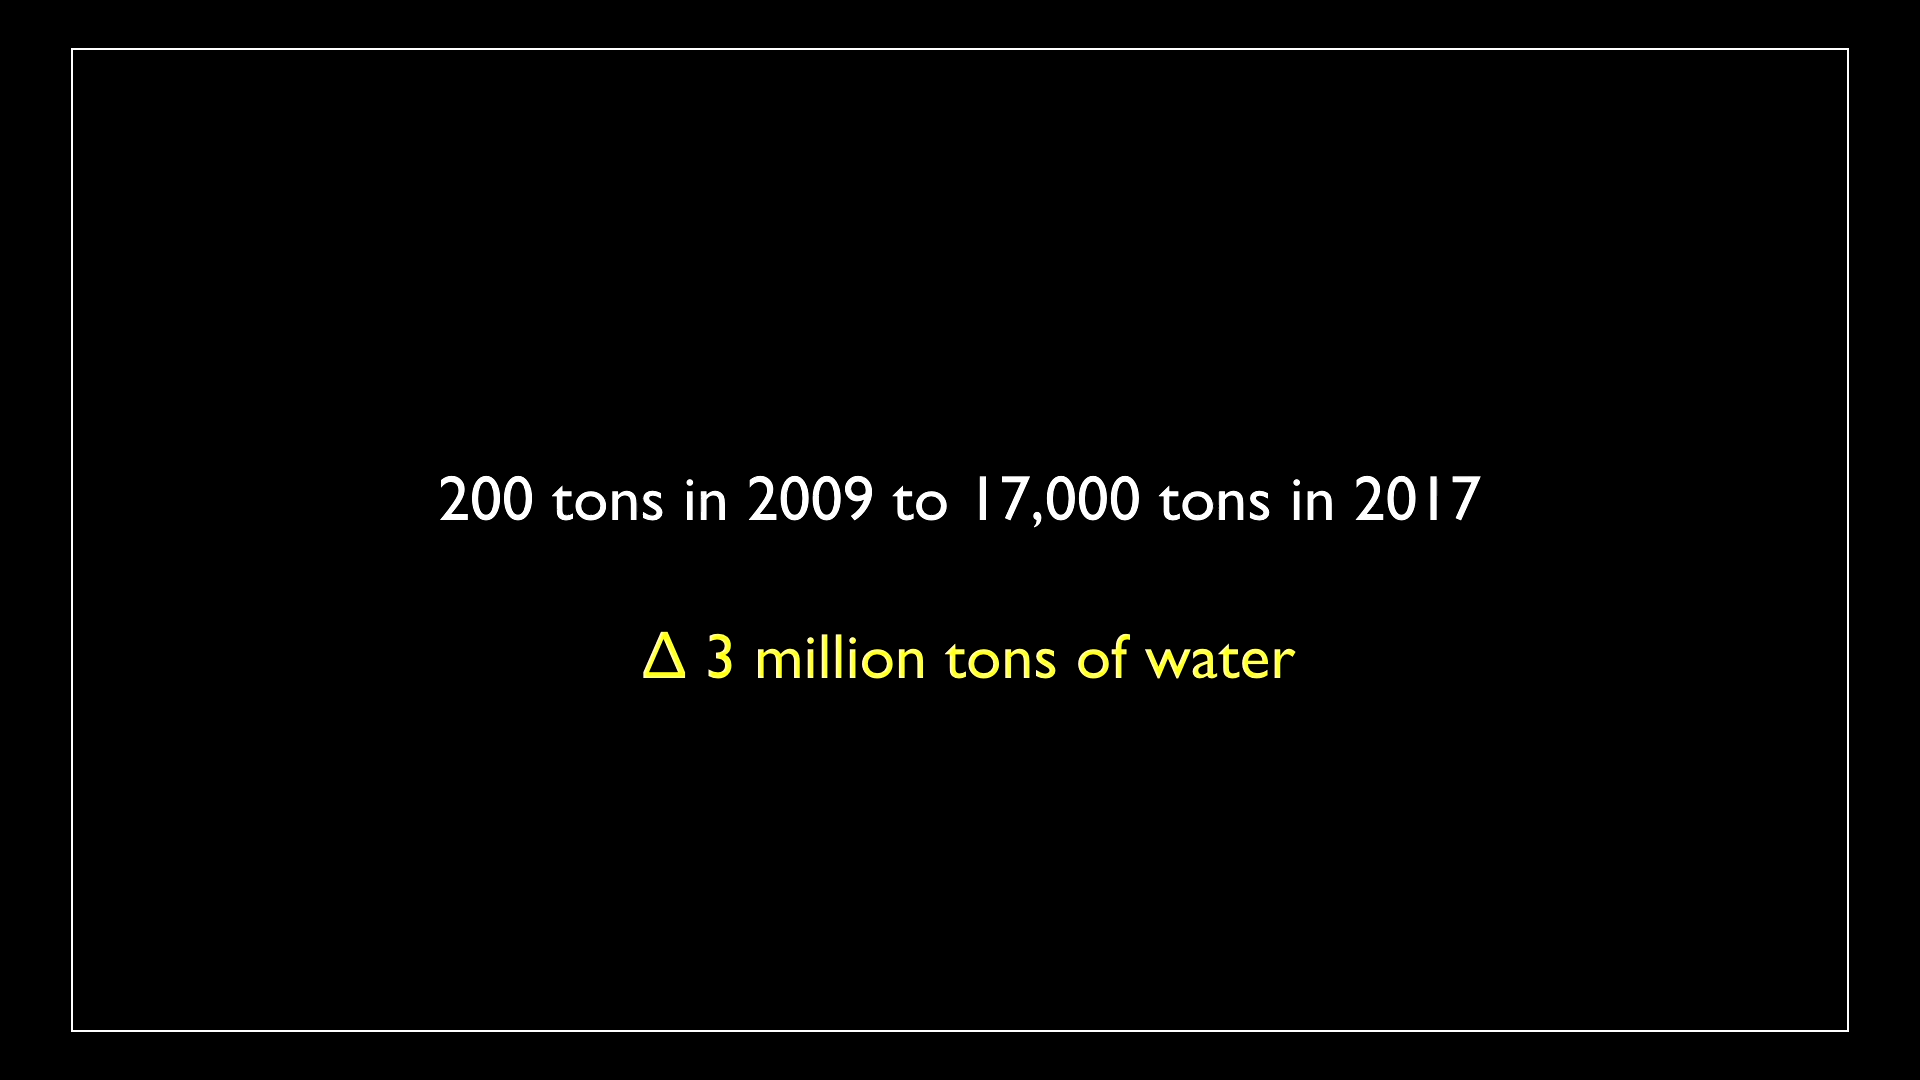 200 tons in 2009 to 17,000 tons in 2017
Δ 3 million tons of water